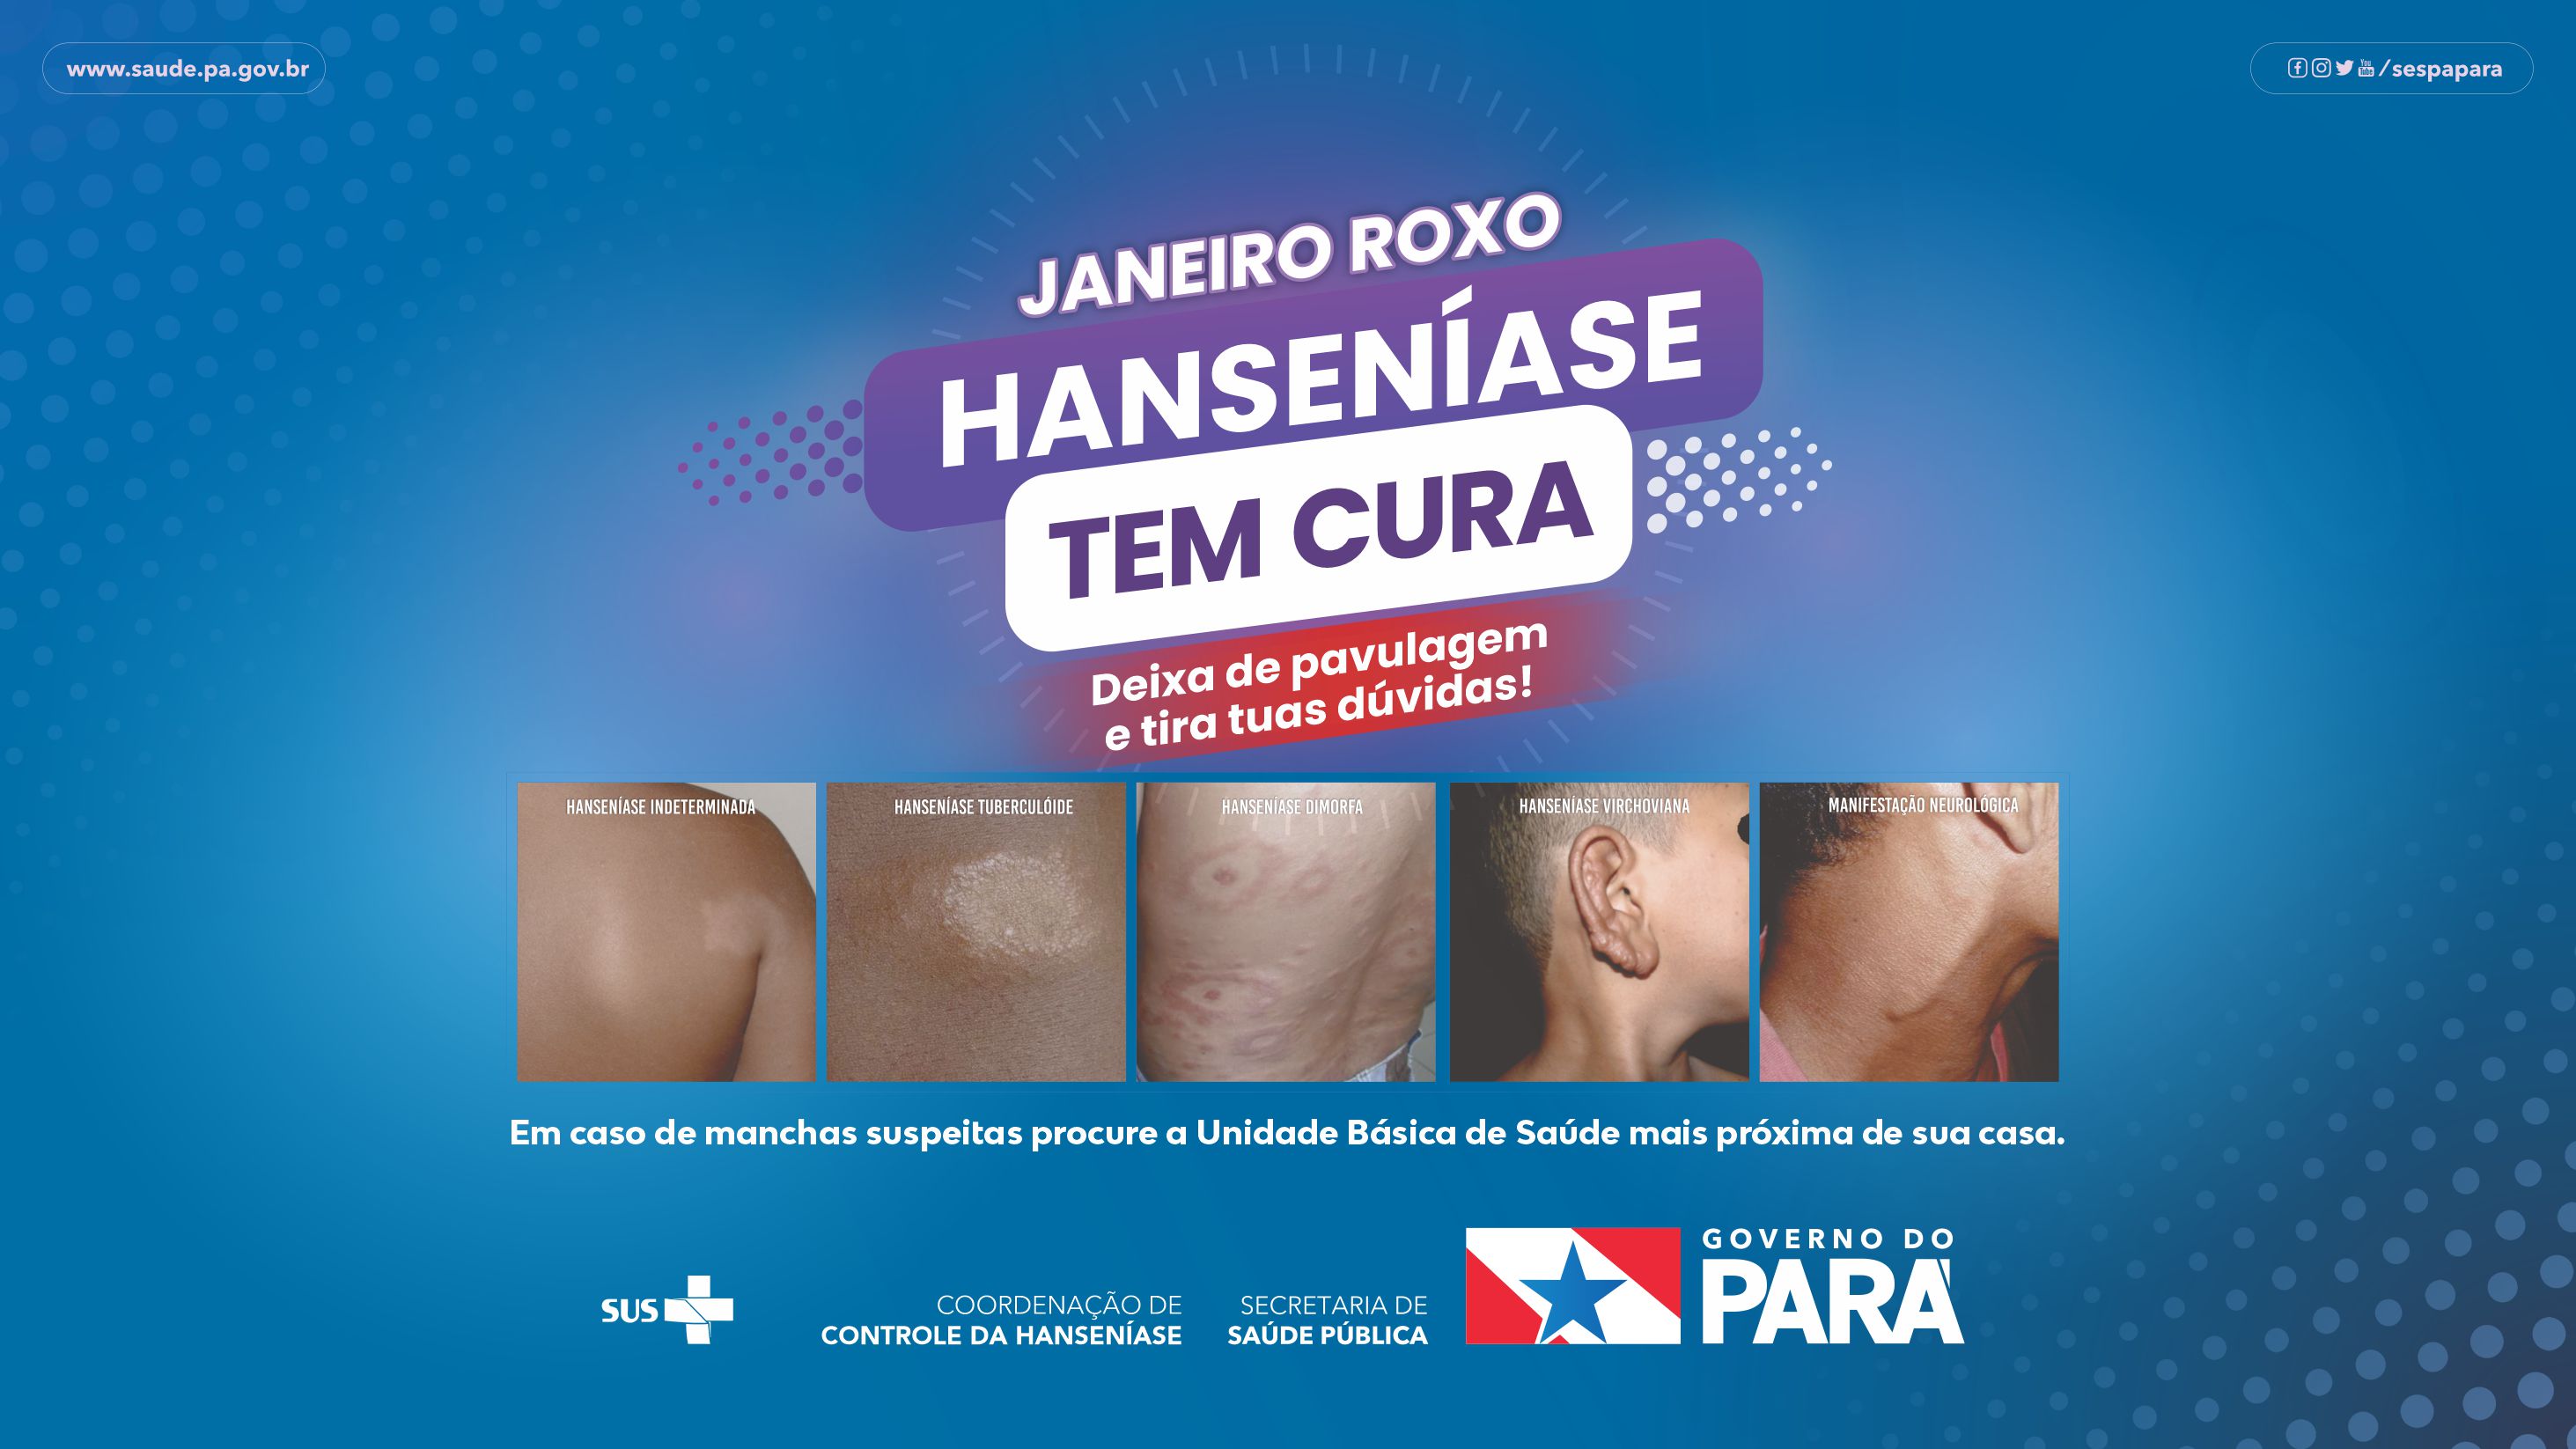 www.saude.pa.gov.br
/sespapara
JANEIRO ROXO
HANSENÍASE
TEM CURA
Deixa de pavulagem
e tira tuas dúvidas!
HANSENÍASE INDETERMINADA
HANSENÍASE TUBERCULÓIDE
HANSENÍASE DIMORFA
HANSENÍASE VIRCHOVIANA
MANIFESTAÇÃO NEUROLÓGICA
Em caso de manchas suspeitas procure a Unidade Básica de Saúde mais próxima de sua casa.
SUS
COORDENAÇÃO DE
CONTROLE DA HANSENÍASE
SECRETARIA DE
SAÚDE PÚBLICA
GOVERNO DO
PARÁ